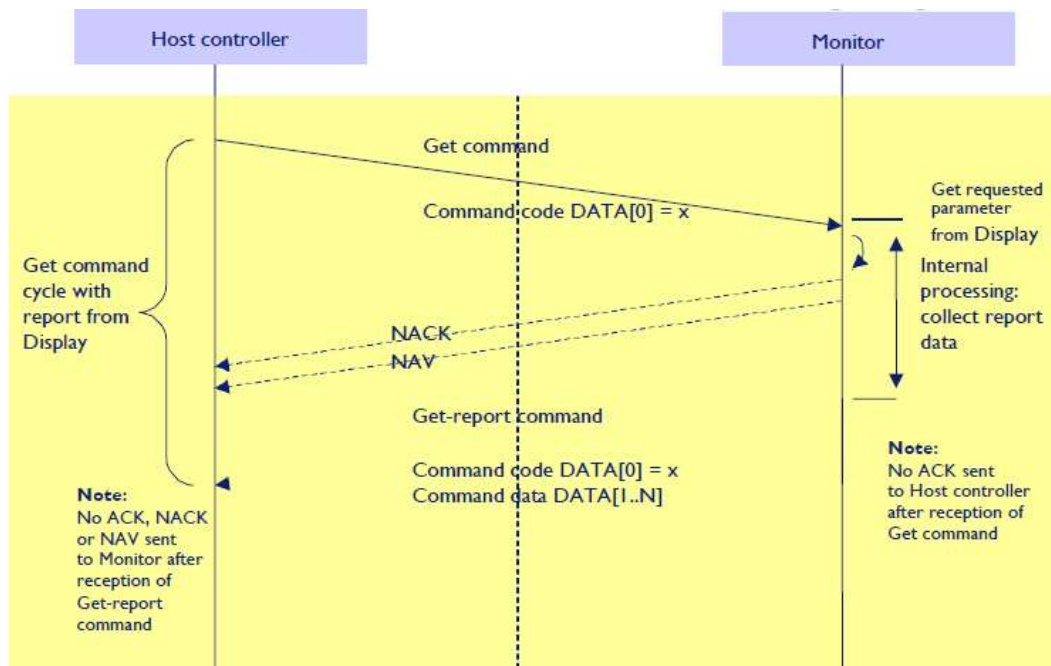 Host controller
Monitor
Get command
Command code DATA[0] = x
Get requested
parameter
from Display
Get command
cycle with
report from
Display
Internal
processing:
collect report
data
NACK
NAV
Get-report command
Command code DATA[0] = x
Command data DATA[1..N]
Note:
No ACK, NACK
or NAV sent
to Monitor after
reception of
Get-report
command
Note:
No ACK sent
to Host controller
after reception of
Get command